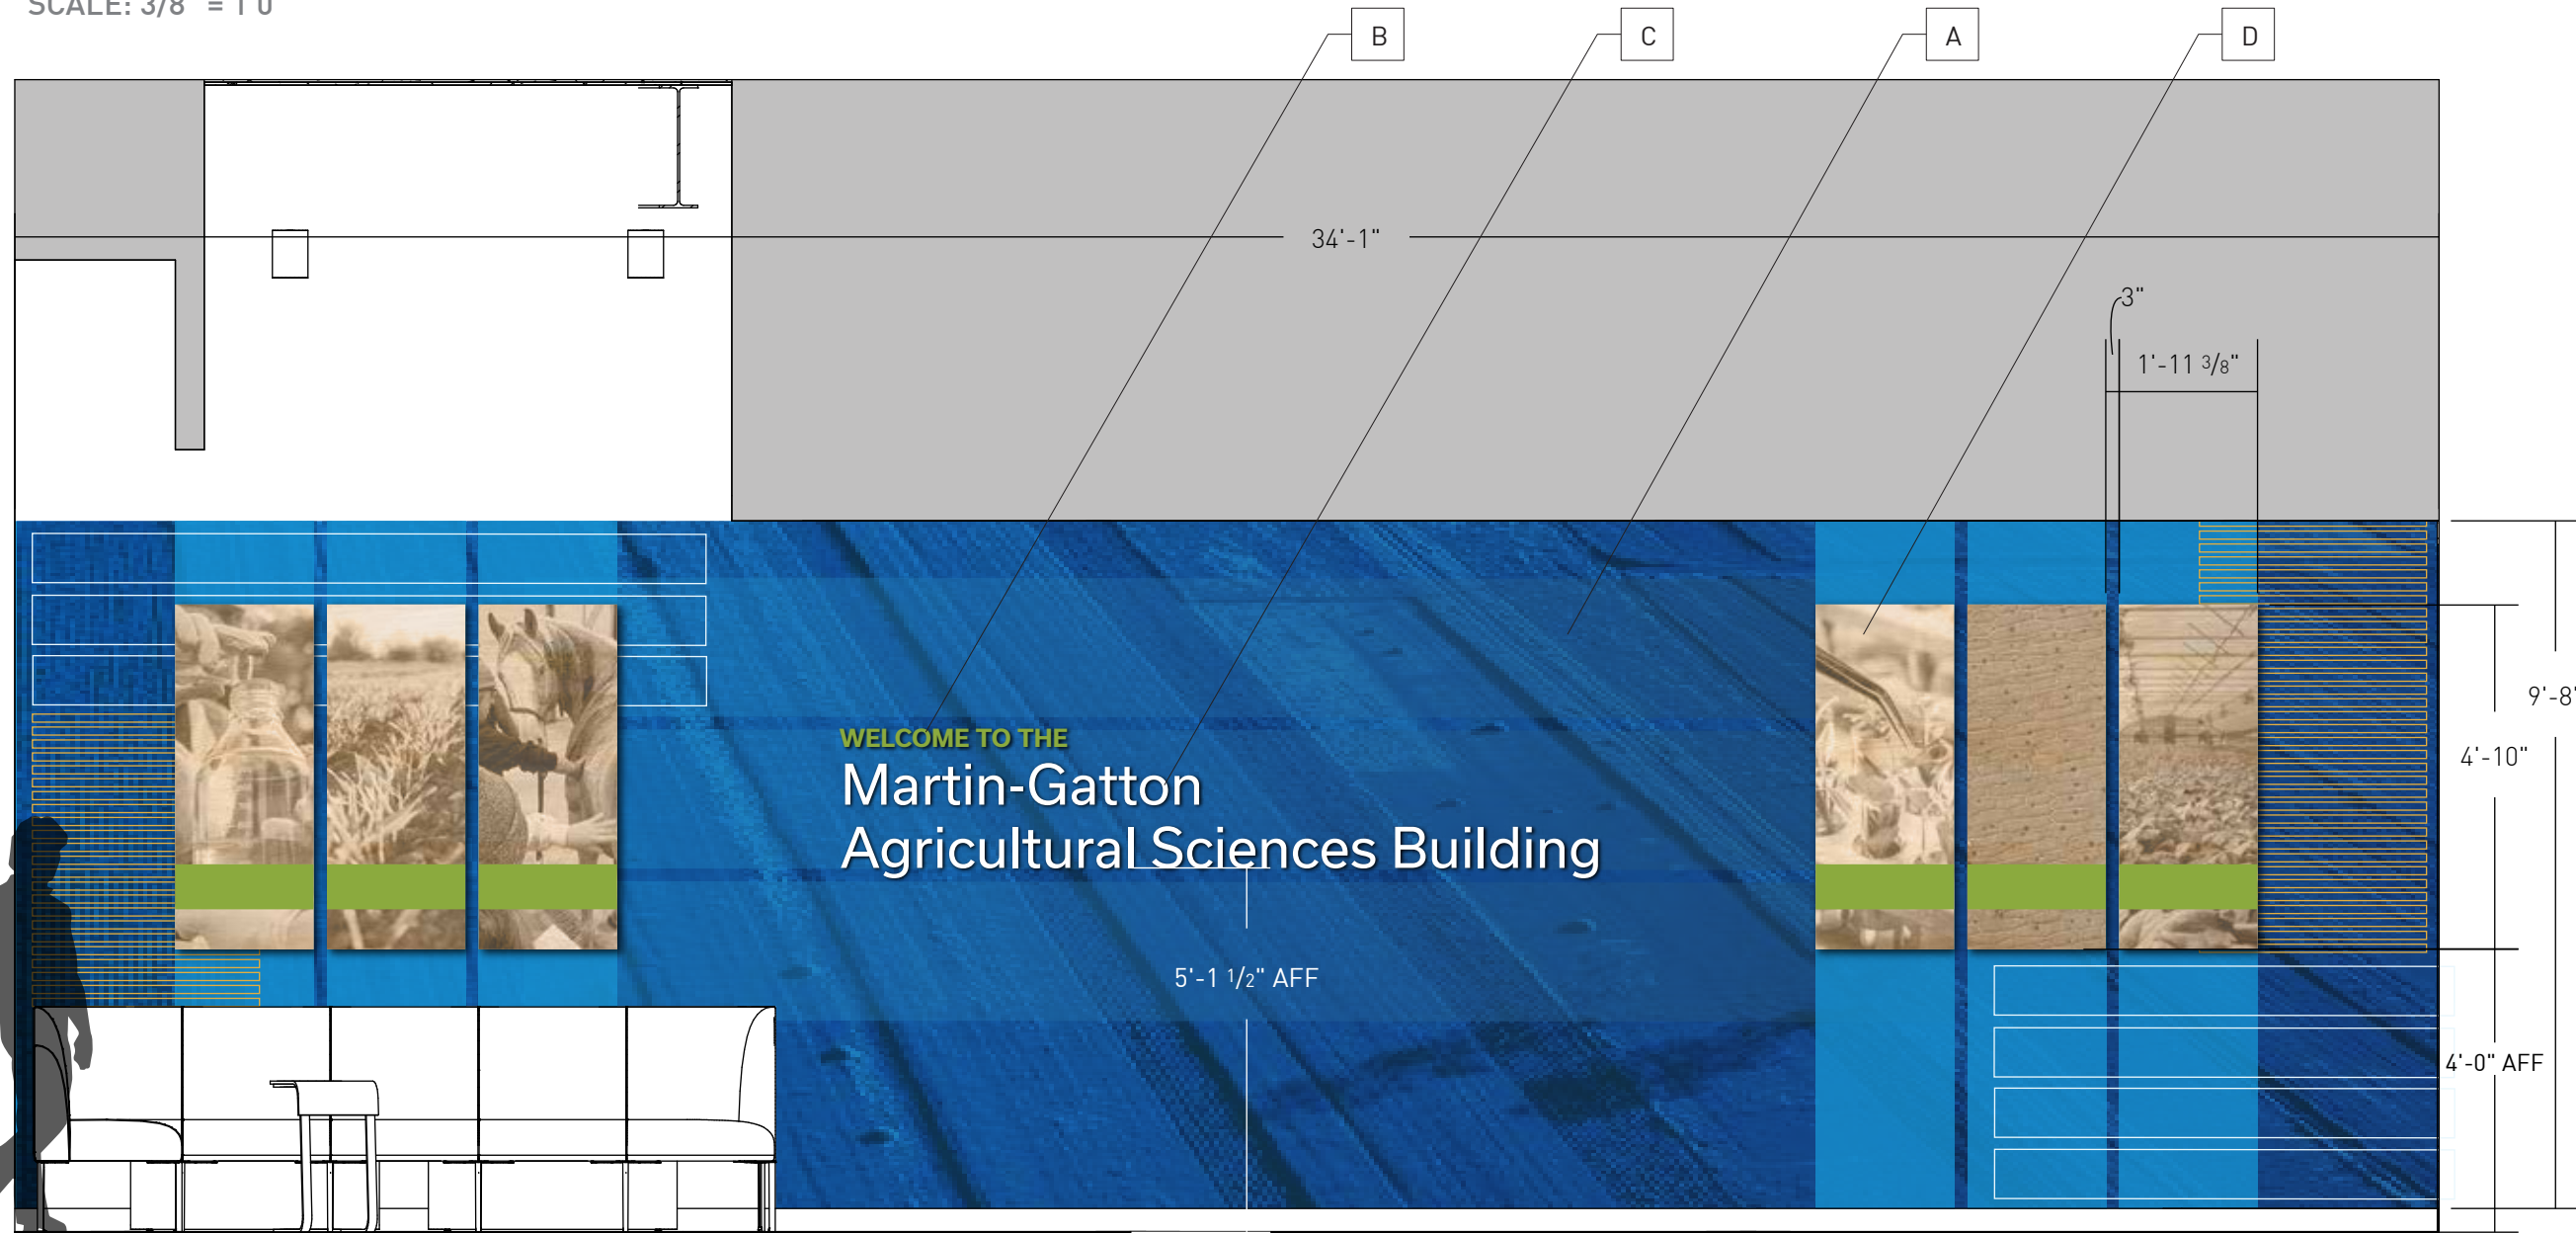 SCALE: 3/8" = 1'0"
B
C
A
D
34'-1"
3"
1'-11 3/8"
9'-8"
4'-10"
WELCOME TO THE
Martin-Gatton
Agricultural Sciences Building
5'-1 1/2" AFF
4'-0" AFF